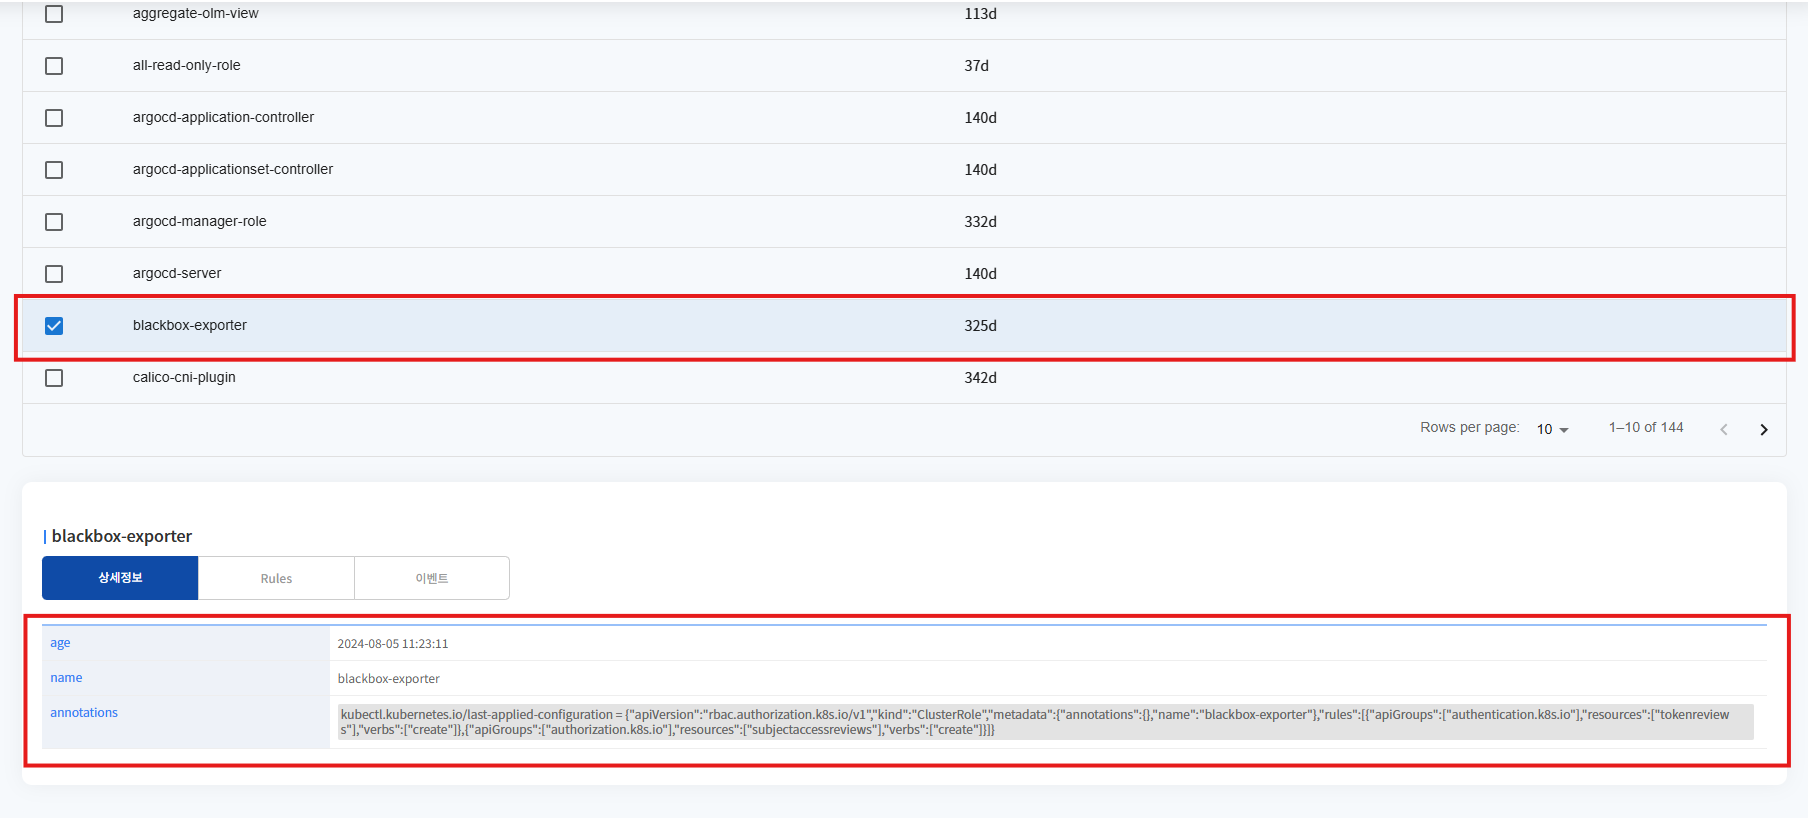 aggregate-olm-view 113d
all-read-only-role 37d
argocd-application-controller 140d
argocd-applicationset-controller 140d
argocd-manager-role 332d
argocd-server 140d
blackbox-exporter 325d
calico-cni-plugin 342d
Rows per page: 10 1–10 of 144
blackbox-exporter
상세정보 Rules 이벤트
age 2024-08-05 11:23:11
name blackbox-exporter
annotations kubectl.kubernetes.io/last-applied-configuration = {"apiVersion":"rbac.authorization.k8s.io/v1","kind":"ClusterRole","metadata":{"annotations":{},"name":"blackbox-exporter"},"rules":[{"apiGroups":["authentication.k8s.io"],"resources":["tokenreview
s"],"verbs":["create"]},{"apiGroups":["authorization.k8s.io"],"resources":["subjectaccessreviews"],"verbs":["create"]}]}